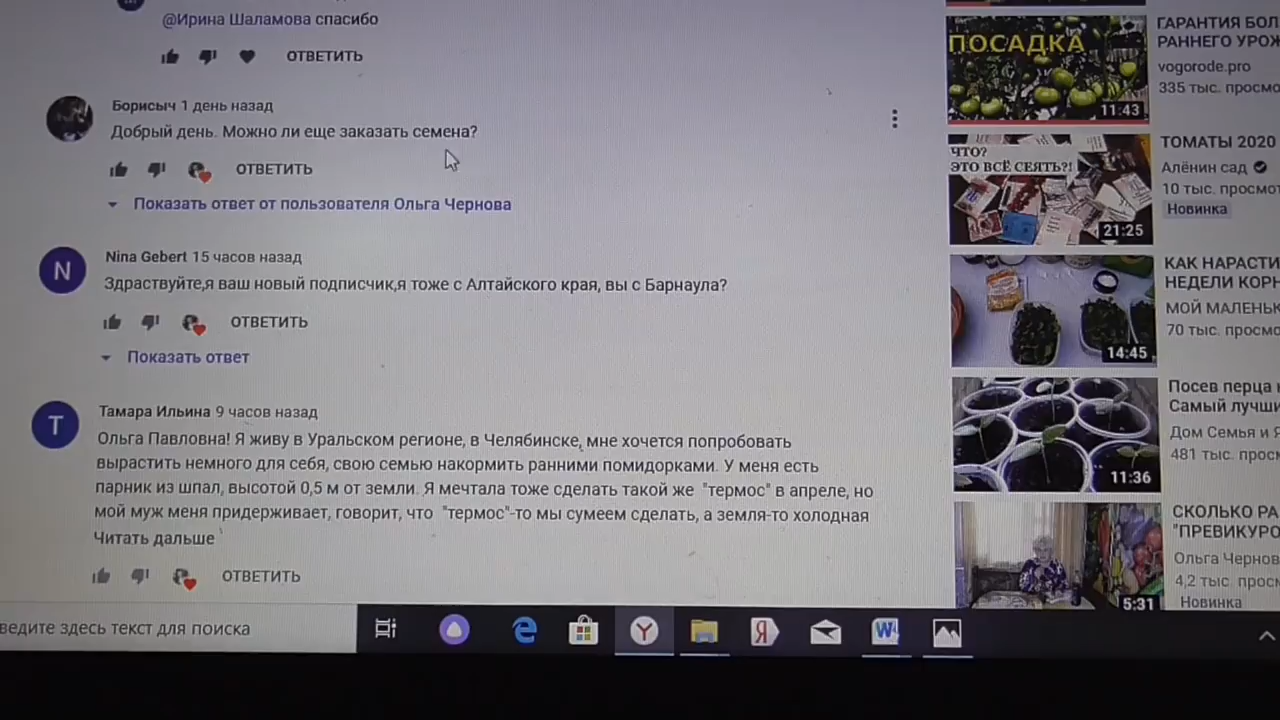 @Ирина Шаламова спасибо
ОТВЕТИТЬ
Борисыч 1 день назад
Добрый день. Можно ли еще заказать семена?
ОТВЕТИТЬ
Показать ответ от пользователя Ольга Чернова
N
Nina Gebert 15 часов назад
Здраствуйте,я ваш новый подписчик,я тоже с Алтайского края, вы с Барнаула?
ОТВЕТИТЬ
Показать ответ
Т
Тамара Ильина 9 часов назад
Ольга Павловна! Я живу в Уральском регионе, в Челябинске, мне хочется попробовать
вырастить немного для себя, свою семью накормить ранними помидорками. У меня есть
парник из шпал, высотой 0,5 м от земли. Я мечтала тоже сделать такой же "термос" в апреле, но
мой муж меня придерживает, говорит, что "термос"-то мы сумеем сделать, а земля-то холодная
Читать дальше
ОТВЕТИТЬ
ПОСАДКА
11:43
ГАРАНТИЯ БОЛ
РАННЕГО УРОЖ
vogorode.pro
335 тыс. просмо
ЧТО?
ЭТО ВСЁ СЕЯТЬ?!
21:25
ТОМАТЫ 2020
Алёнин сад
10 тыс. просмот
Новинка
14:45
КАК НАРАСТИ
НЕДЕЛИ КОРН
МОЙ МАЛЕНЬК
70 тыс. просмо
11:36
Посев перца и
Самый лучши
Дом Семья и Я
481 тыс. просм
5:31
СКОЛЬКО РА
"ПРЕВИКУРО
Ольга Чернов
4,2 тыс. просм
Новинка
ведите здесь текст для поиска
Y
Я
W